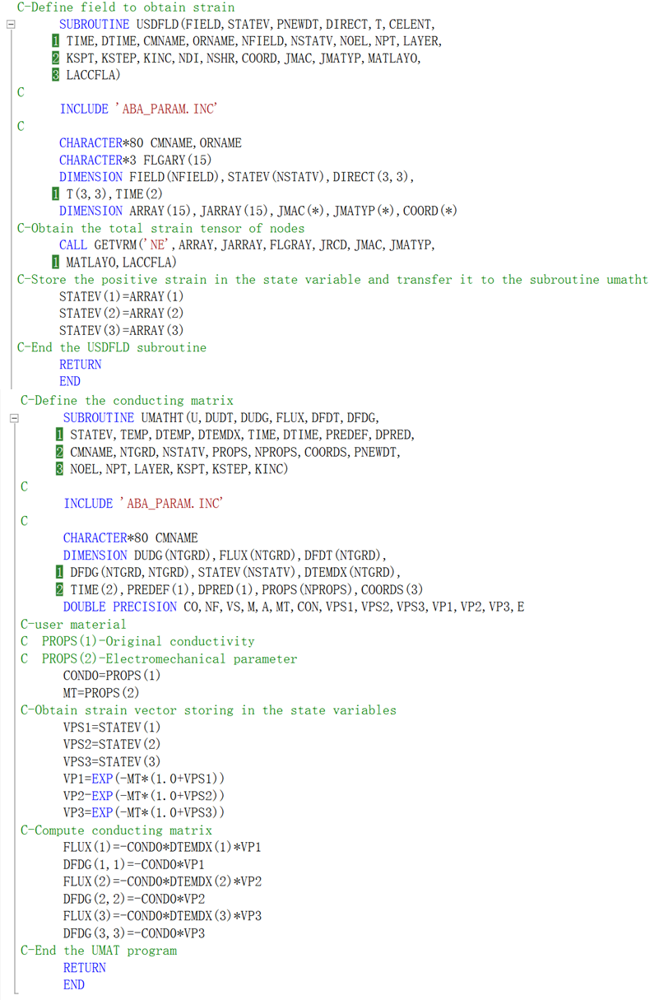 C-Define field to obtain strain
SUBROUTINE USDFLD(FIELD,STATEV,PNEWDT,DIRECT,T,CELENT,
1 TIME,DTIME,CMNAME,ORNAME,NFIELD,NSTATV,NOEL,NPT,LAYER,
2 KSPT,KSTEP,KINC,NDI,NSHR,COORD,JMAC,JMATYP,MATLAYO,
3 LACCFLA)
C
INCLUDE 'ABA_PARAM.INC'
C
CHARACTER*80 CMNAME,ORNAME
CHARACTER*3 FLGARY(15)
DIMENSION FIELD(NFIELD),STATEV(NSTATV),DIRECT(3,3),
1 T(3,3),TIME(2)
DIMENSION ARRAY(15),JARRAY(15),JMAC(*),JMATYP(*),COORD(*)
C-Obtain the total strain tensor of nodes
CALL GETVRM('NE',ARRAY,JARRAY,FLGRAY,JRCD,JMAC,JMATYP,
1 MATLAYO,LACCFLA)
C-Store the positive strain in the state variable and transfer it to the subroutine umatht
STATEV(1)=ARRAY(1)
STATEV(2)=ARRAY(2)
STATEV(3)=ARRAY(3)
C-End the USDFLD subroutine
RETURN
END
C-Define the conducting matrix
SUBROUTINE UMATHT(U,DUDT,DUDG,FLUX,DFDT,DFDG,
1 STATEV,TEMP,DTEMP,DTEMDX,TIME,DTIME,PREDEF,DPRED,
2 CMNAME,NTGRD,NSTATV,PROPS,NPROPS,COORDS,PNEWDT,
3 NOEL,NPT,LAYER,KSPT,KSTEP,KINC)
C
INCLUDE 'ABA_PARAM.INC'
C
CHARACTER*80 CMNAME
DIMENSION DUDG(NTGRD),FLUX(NTGRD),DFDT(NTGRD),
1 DFDG(NTGRD,NTGRD),STATEV(NSTATV),DTEMDX(NTGRD),
2 TIME(2),PREDEF(1),DPRED(1),PROPS(NPROPS),COORDS(3)
DOUBLE PRECISION CO,NF,VS,M,A,MT,CON,VPS1,VPS2,VPS3,VP1,VP2,VP3,E
C-user material
C PROPS(1)-Original conductivity
C PROPS(2)-Electromechanical parameter
COND0=PROPS(1)
MT=PROPS(2)
C-Obtain strain vector storing in the state variables
VPS1=STATEV(1)
VPS2=STATEV(2)
VPS3=STATEV(3)
VP1=EXP(-MT*(1.0+VPS1))
VP2-EXP(-MT*(1.0+VPS2))
VP3=EXP(-MT*(1.0+VPS3))
C-Compute conducting matrix
FLUX(1)=-COND0*DTEMDX(1)*VP1
DFDG(1,1)=-COND0*VP1
FLUX(2)=-COND0*DTEMDX(2)*VP2
DFDG(2,2)=-COND0*VP2
FLUX(3)=-COND0*DTEMDX(3)*VP3
DFDG(3,3)=-COND0*VP3
C-End the UMAT program
RETURN
END